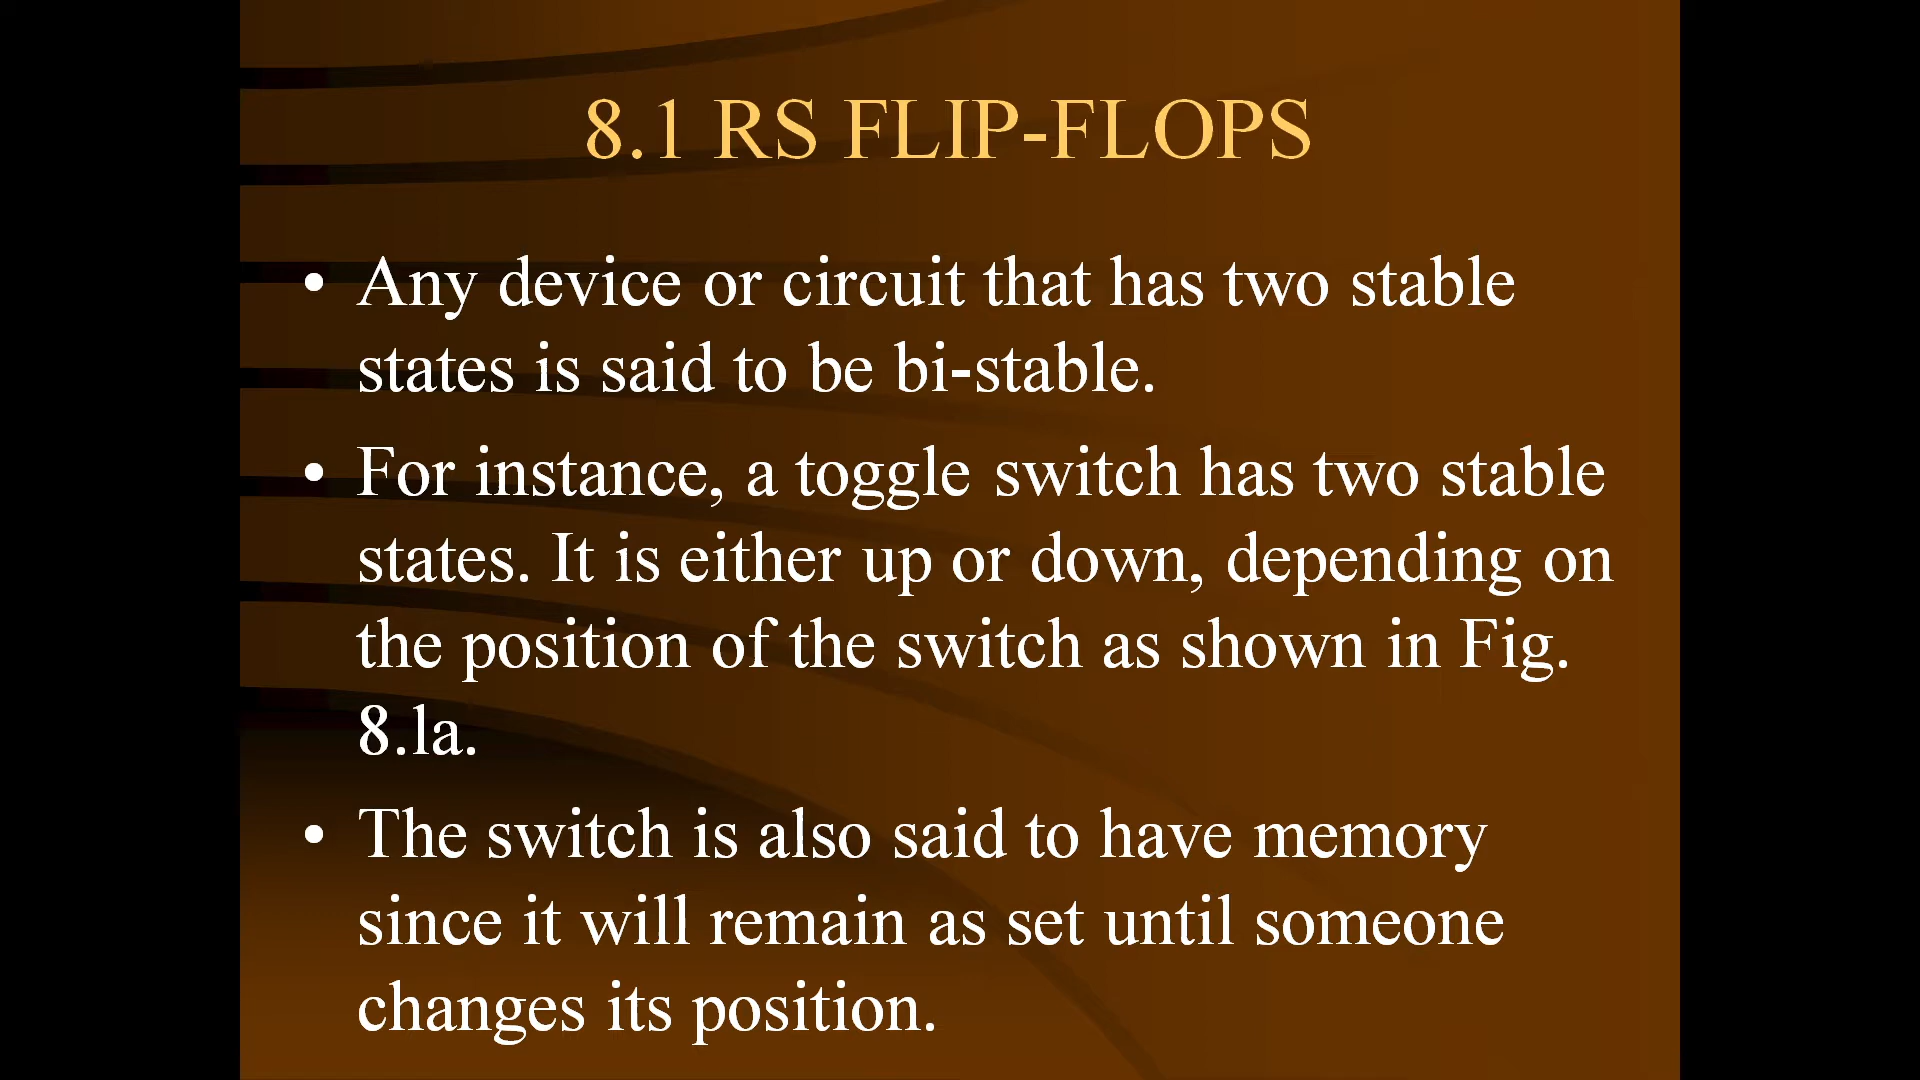 8.1 RS FLIP-FLOPS
• Any device or circuit that has two stable
states is said to be bi-stable.
• For instance, a toggle switch has two stable
states. It is either up or down, depending on
the position of the switch as shown in Fig.
8.la.
• The switch is also said to have memory
since it will remain as set until someone
changes its position.